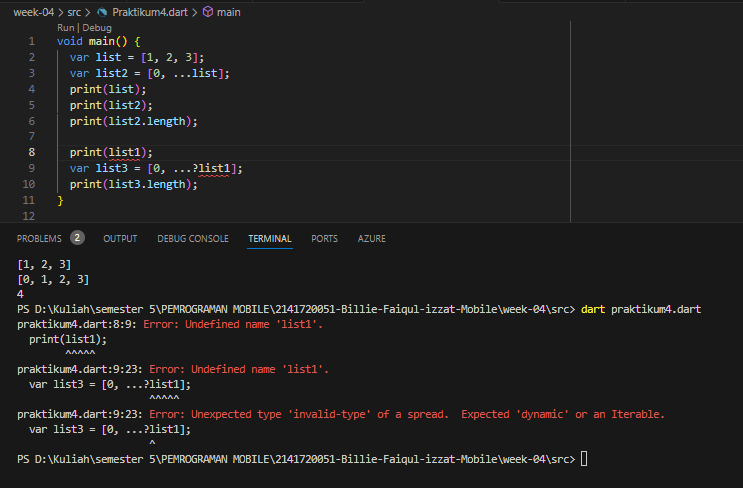 week-04 > src > Praktikum4.dart > main
Run | Debug
1 void main() {
2 var list = [1, 2, 3];
3 var list2 = [0, ...list];
4 print(list);
5 print(list2);
6 print(list2.length);
7
8 print(list1);
9 var list3 = [0, ...?list1];
10 print(list3.length);
11 }
12
PROBLEMS 2 OUTPUT DEBUG CONSOLE TERMINAL PORTS AZURE
[1, 2, 3]
[0, 1, 2, 3]
4
PS D:\Kuliah\semester 5\PEMROGRAMAN MOBILE\2141720051-Billie-Faiqul-izzat-Mobile\week-04\src> dart praktikum4.dart
praktikum4.dart:8:9: Error: Undefined name 'list1'.
print(list1);
^^^^^
praktikum4.dart:9:23: Error: Undefined name 'list1'.
var list3 = [0, ...?list1];
^^^^^
praktikum4.dart:9:23: Error: Unexpected type 'invalid-type' of a spread.  Expected 'dynamic' or an Iterable.
var list3 = [0, ...?list1];
^
PS D:\Kuliah\semester 5\PEMROGRAMAN MOBILE\2141720051-Billie-Faiqul-izzat-Mobile\week-04\src>